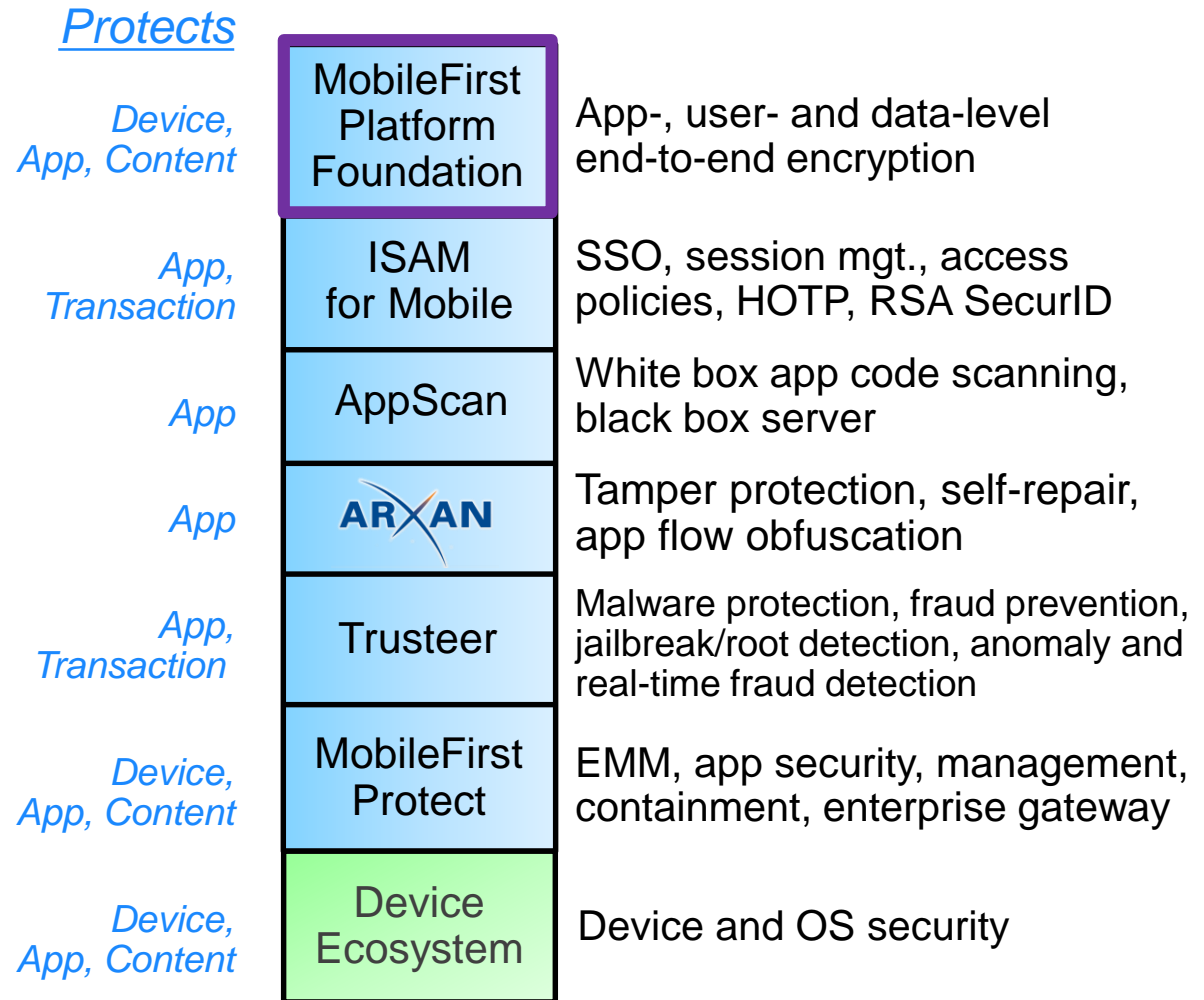 Protects
Device,
App, Content
MobileFirst
Platform
Foundation
App-, user- and data-level
end-to-end encryption
App,
Transaction
ISAM
for Mobile
SSO, session mgt., access
policies, HOTP, RSA SecurID
App
AppScan
White box app code scanning,
black box server
App
ARXAN
Tamper protection, self-repair,
app flow obfuscation
App,
Transaction
Trusteer
Malware protection, fraud prevention,
jailbreak/root detection, anomaly and
real-time fraud detection
Device,
App, Content
MobileFirst
Protect
EMM, app security, management,
containment, enterprise gateway
Device,
App, Content
Device
Ecosystem
Device and OS security